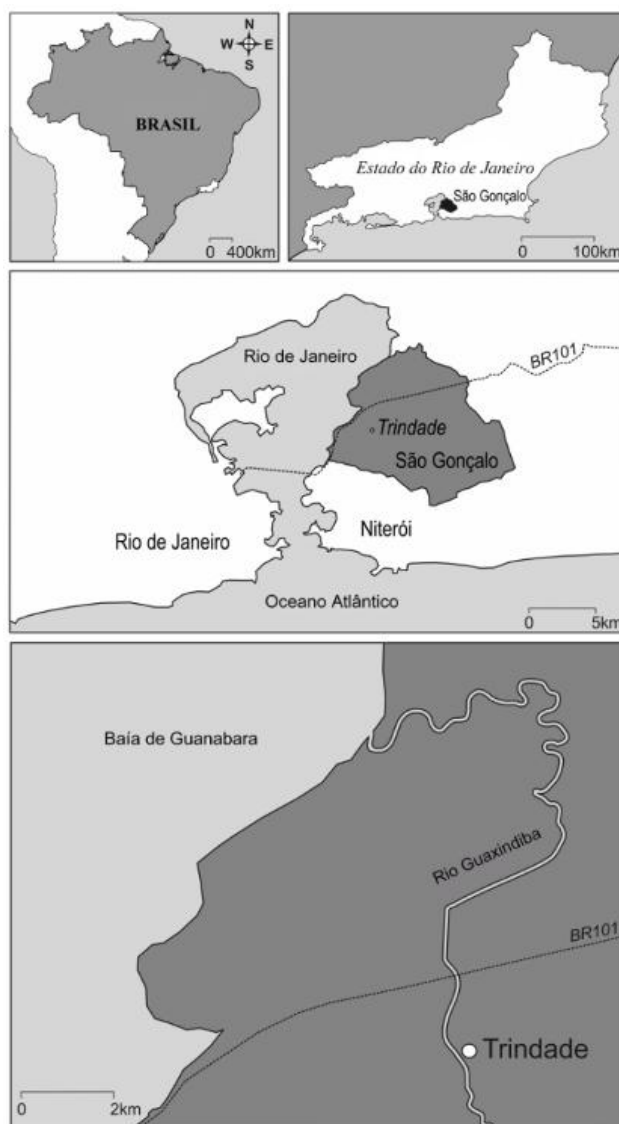 N
W E
S
BRASIL
0 400km
Estado do Rio de Janeiro
São Gonçalo
0 100km
Rio de Janeiro
BR101
Trindade
São Gonçalo
Rio de Janeiro
Niterói
Oceano Atlântico
0 5km
Baía de Guanabara
Rio Guaxindiba
BR101
Trindade
0 2km